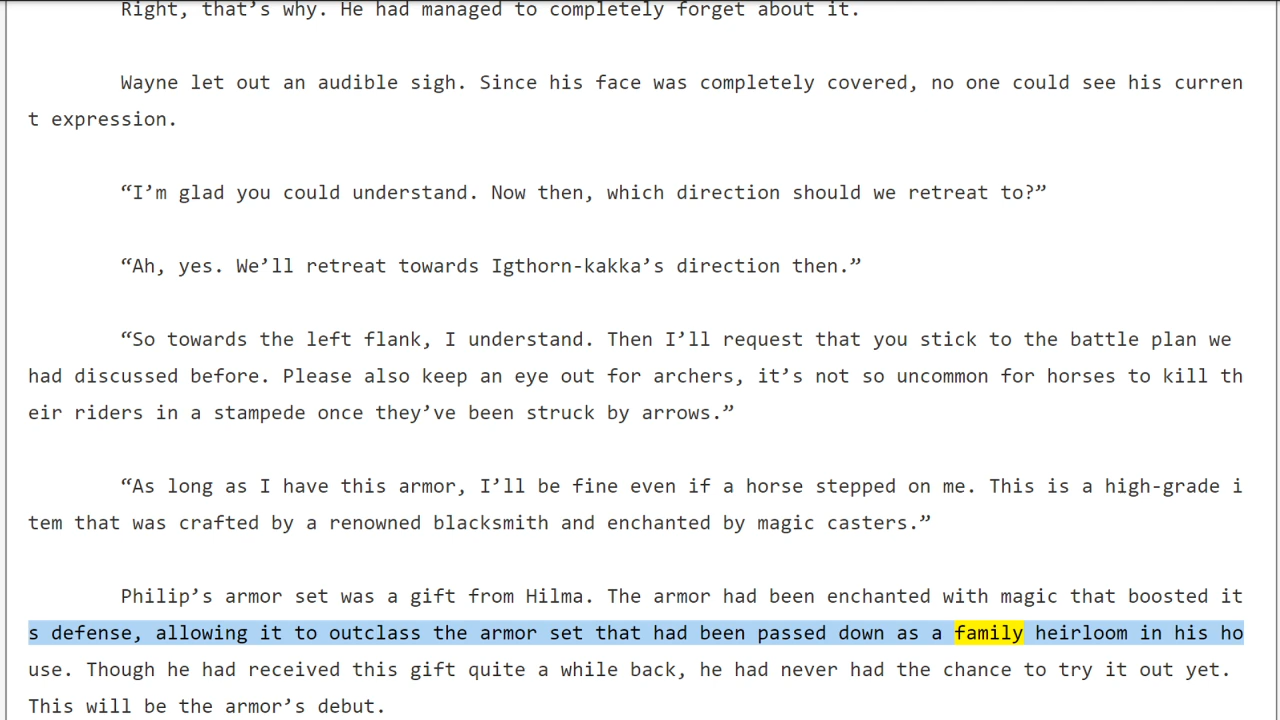 Right, that’s why. He had managed to completely forget about it.
Wayne let out an audible sigh. Since his face was completely covered, no one could see his curren
t expression.
“I’m glad you could understand. Now then, which direction should we retreat to?”
“Ah, yes. We’ll retreat towards Igthorn-kakka’s direction then.”
“So towards the left flank, I understand. Then I’ll request that you stick to the battle plan we
had discussed before. Please also keep an eye out for archers, it’s not so uncommon for horses to kill th
eir riders in a stampede once they’ve been struck by arrows.”
“As long as I have this armor, I’ll be fine even if a horse stepped on me. This is a high-grade i
tem that was crafted by a renowned blacksmith and enchanted by magic casters.”
Philip’s armor set was a gift from Hilma. The armor had been enchanted with magic that boosted it
s defense, allowing it to outclass the armor set that had been passed down as a family heirloom in his ho
use. Though he had received this gift quite a while back, he had never had the chance to try it out yet.
This will be the armor’s debut.